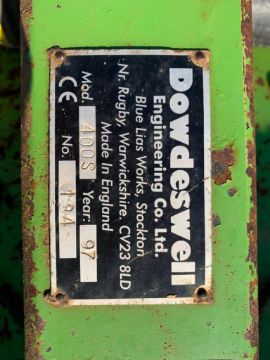 Dowdeswell
Engineering Co. Ltd.
Blue Lias Works, Stockton
Nr. Rugby, Warwickshire. CV23 8LD
Made In England
Mod. 400S Year. 97
CE No.